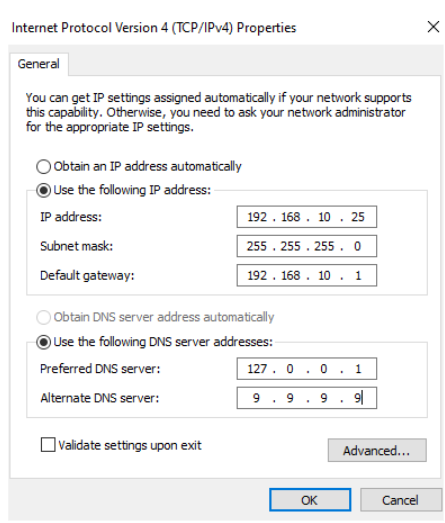 Internet Protocol Version 4 (TCP/IPv4) Properties
General
You can get IP settings assigned automatically if your network supports
this capability. Otherwise, you need to ask your network administrator
for the appropriate IP settings.
Obtain an IP address automatically
Use the following IP address:
IP address: 192 . 168 . 10 . 25
Subnet mask: 255 . 255 . 255 . 0
Default gateway: 192 . 168 . 10 . 1
Obtain DNS server address automatically
Use the following DNS server addresses:
Preferred DNS server: 127 . 0 . 0 . 1
Alternate DNS server: 9 . 9 . 9 . 9
Validate settings upon exit
Advanced...
OK Cancel